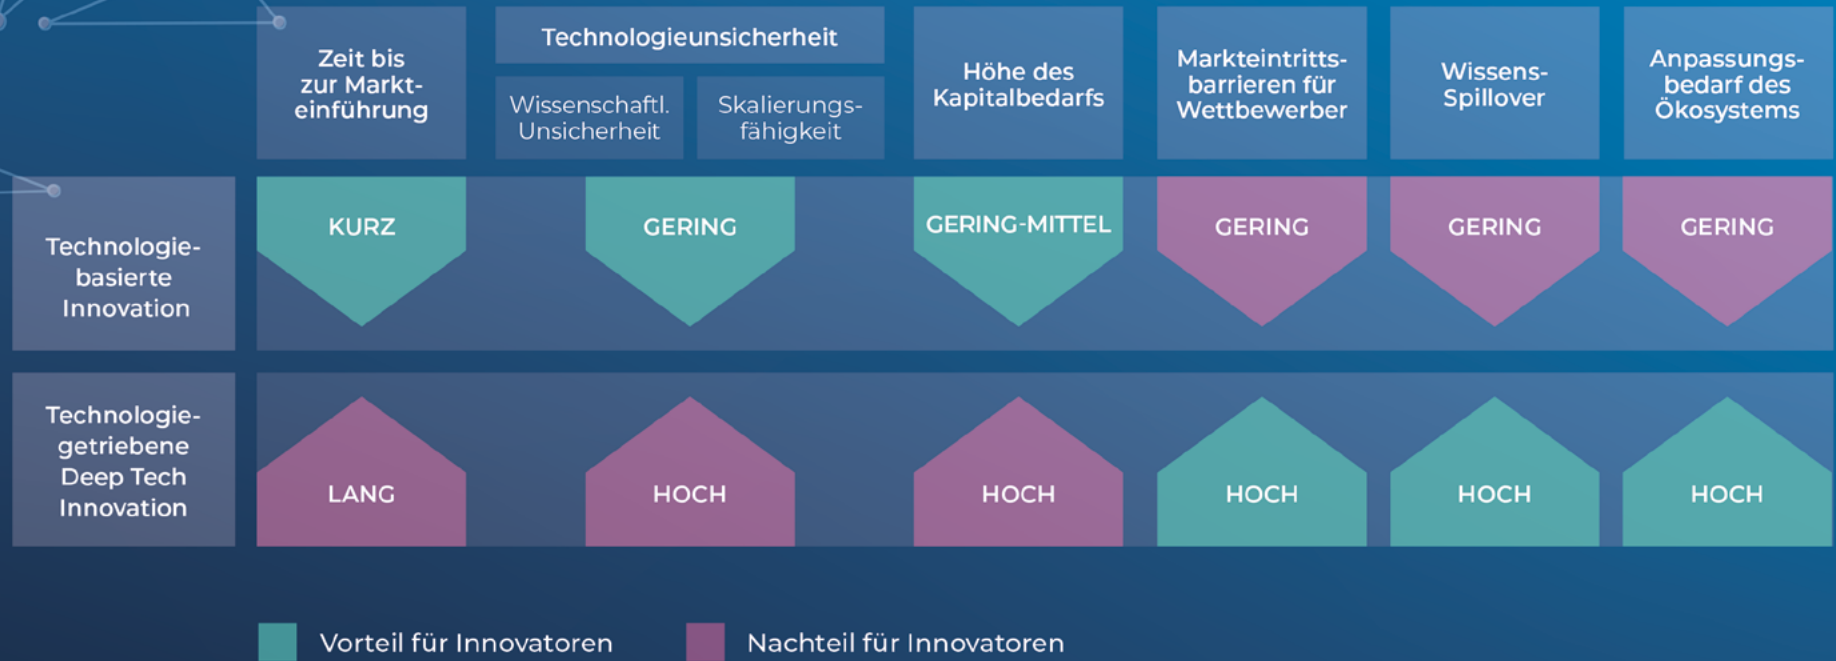 Zeit bis
zur Markt-
einführung
Technologieunsicherheit
Wissenschaftl.
Unsicherheit
Skalierungs-
fähigkeit
Höhe des
Kapitalbedarfs
Markteintritts-
barrieren für
Wettbewerber
Wissens-
Spillover
Anpassungs-
bedarf des
Ökosystems
Technologie-
basierte
Innovation
KURZ
GERING
GERING-MITTEL
GERING
GERING
GERING
Technologie-
getriebene
Deep Tech
Innovation
LANG
HOCH
HOCH
HOCH
HOCH
HOCH
Vorteil für Innovatoren
Nachteil für Innovatoren